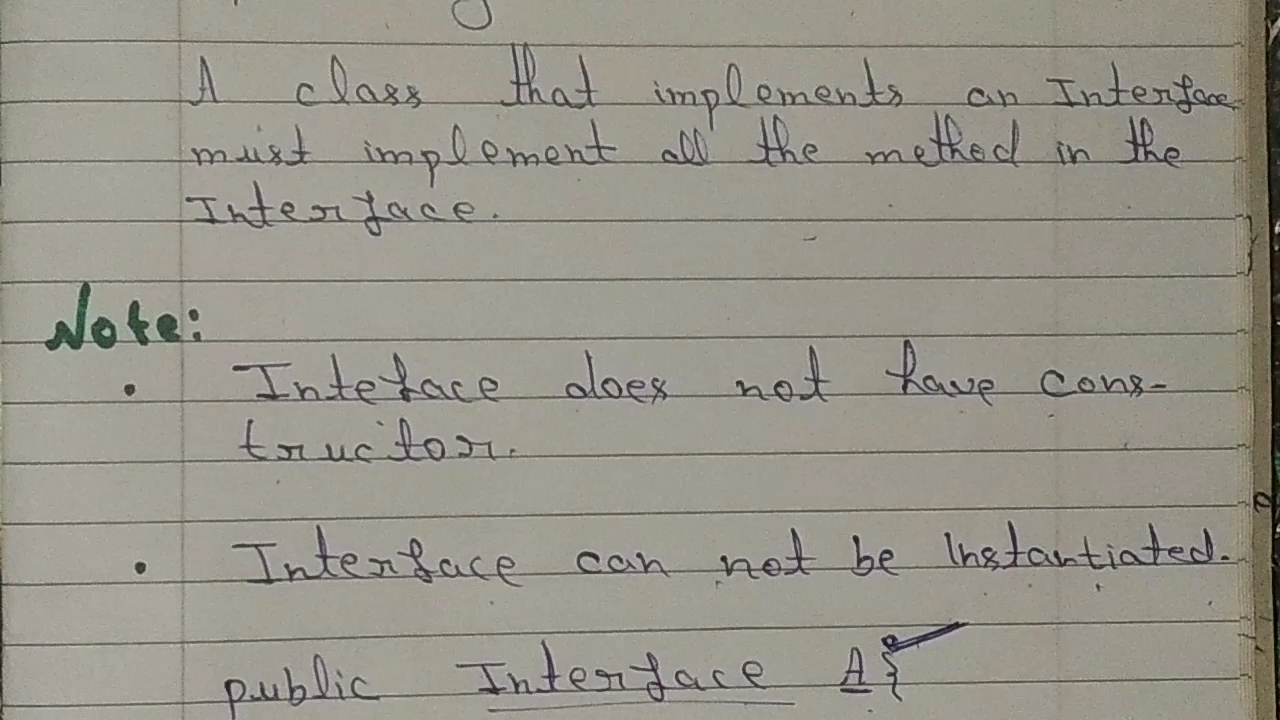 A class that implements an Interface
must implement all the method in the
Interface.
Note:
• Inteface does not have cons-
tructor.
• Interface can not be Instantiated.
public Interface A{